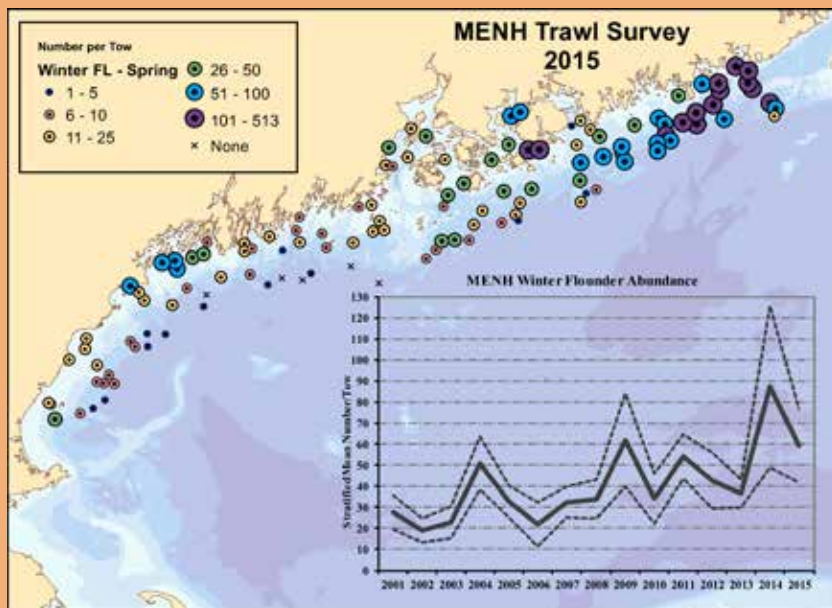 MENH Trawl Survey
2015
Number per Tow
Winter FL - Spring
1 - 5
6 - 10
11 - 25
26 - 50
51 - 100
101 - 513
None
MENH Winter Flounder Abundance
Stratified Mean Number/Tow
130
120
110
100
90
80
70
60
50
40
30
20
10
0
2001 2002 2003 2004 2005 2006 2007 2008 2009 2010 2011 2012 2013 2014 2015